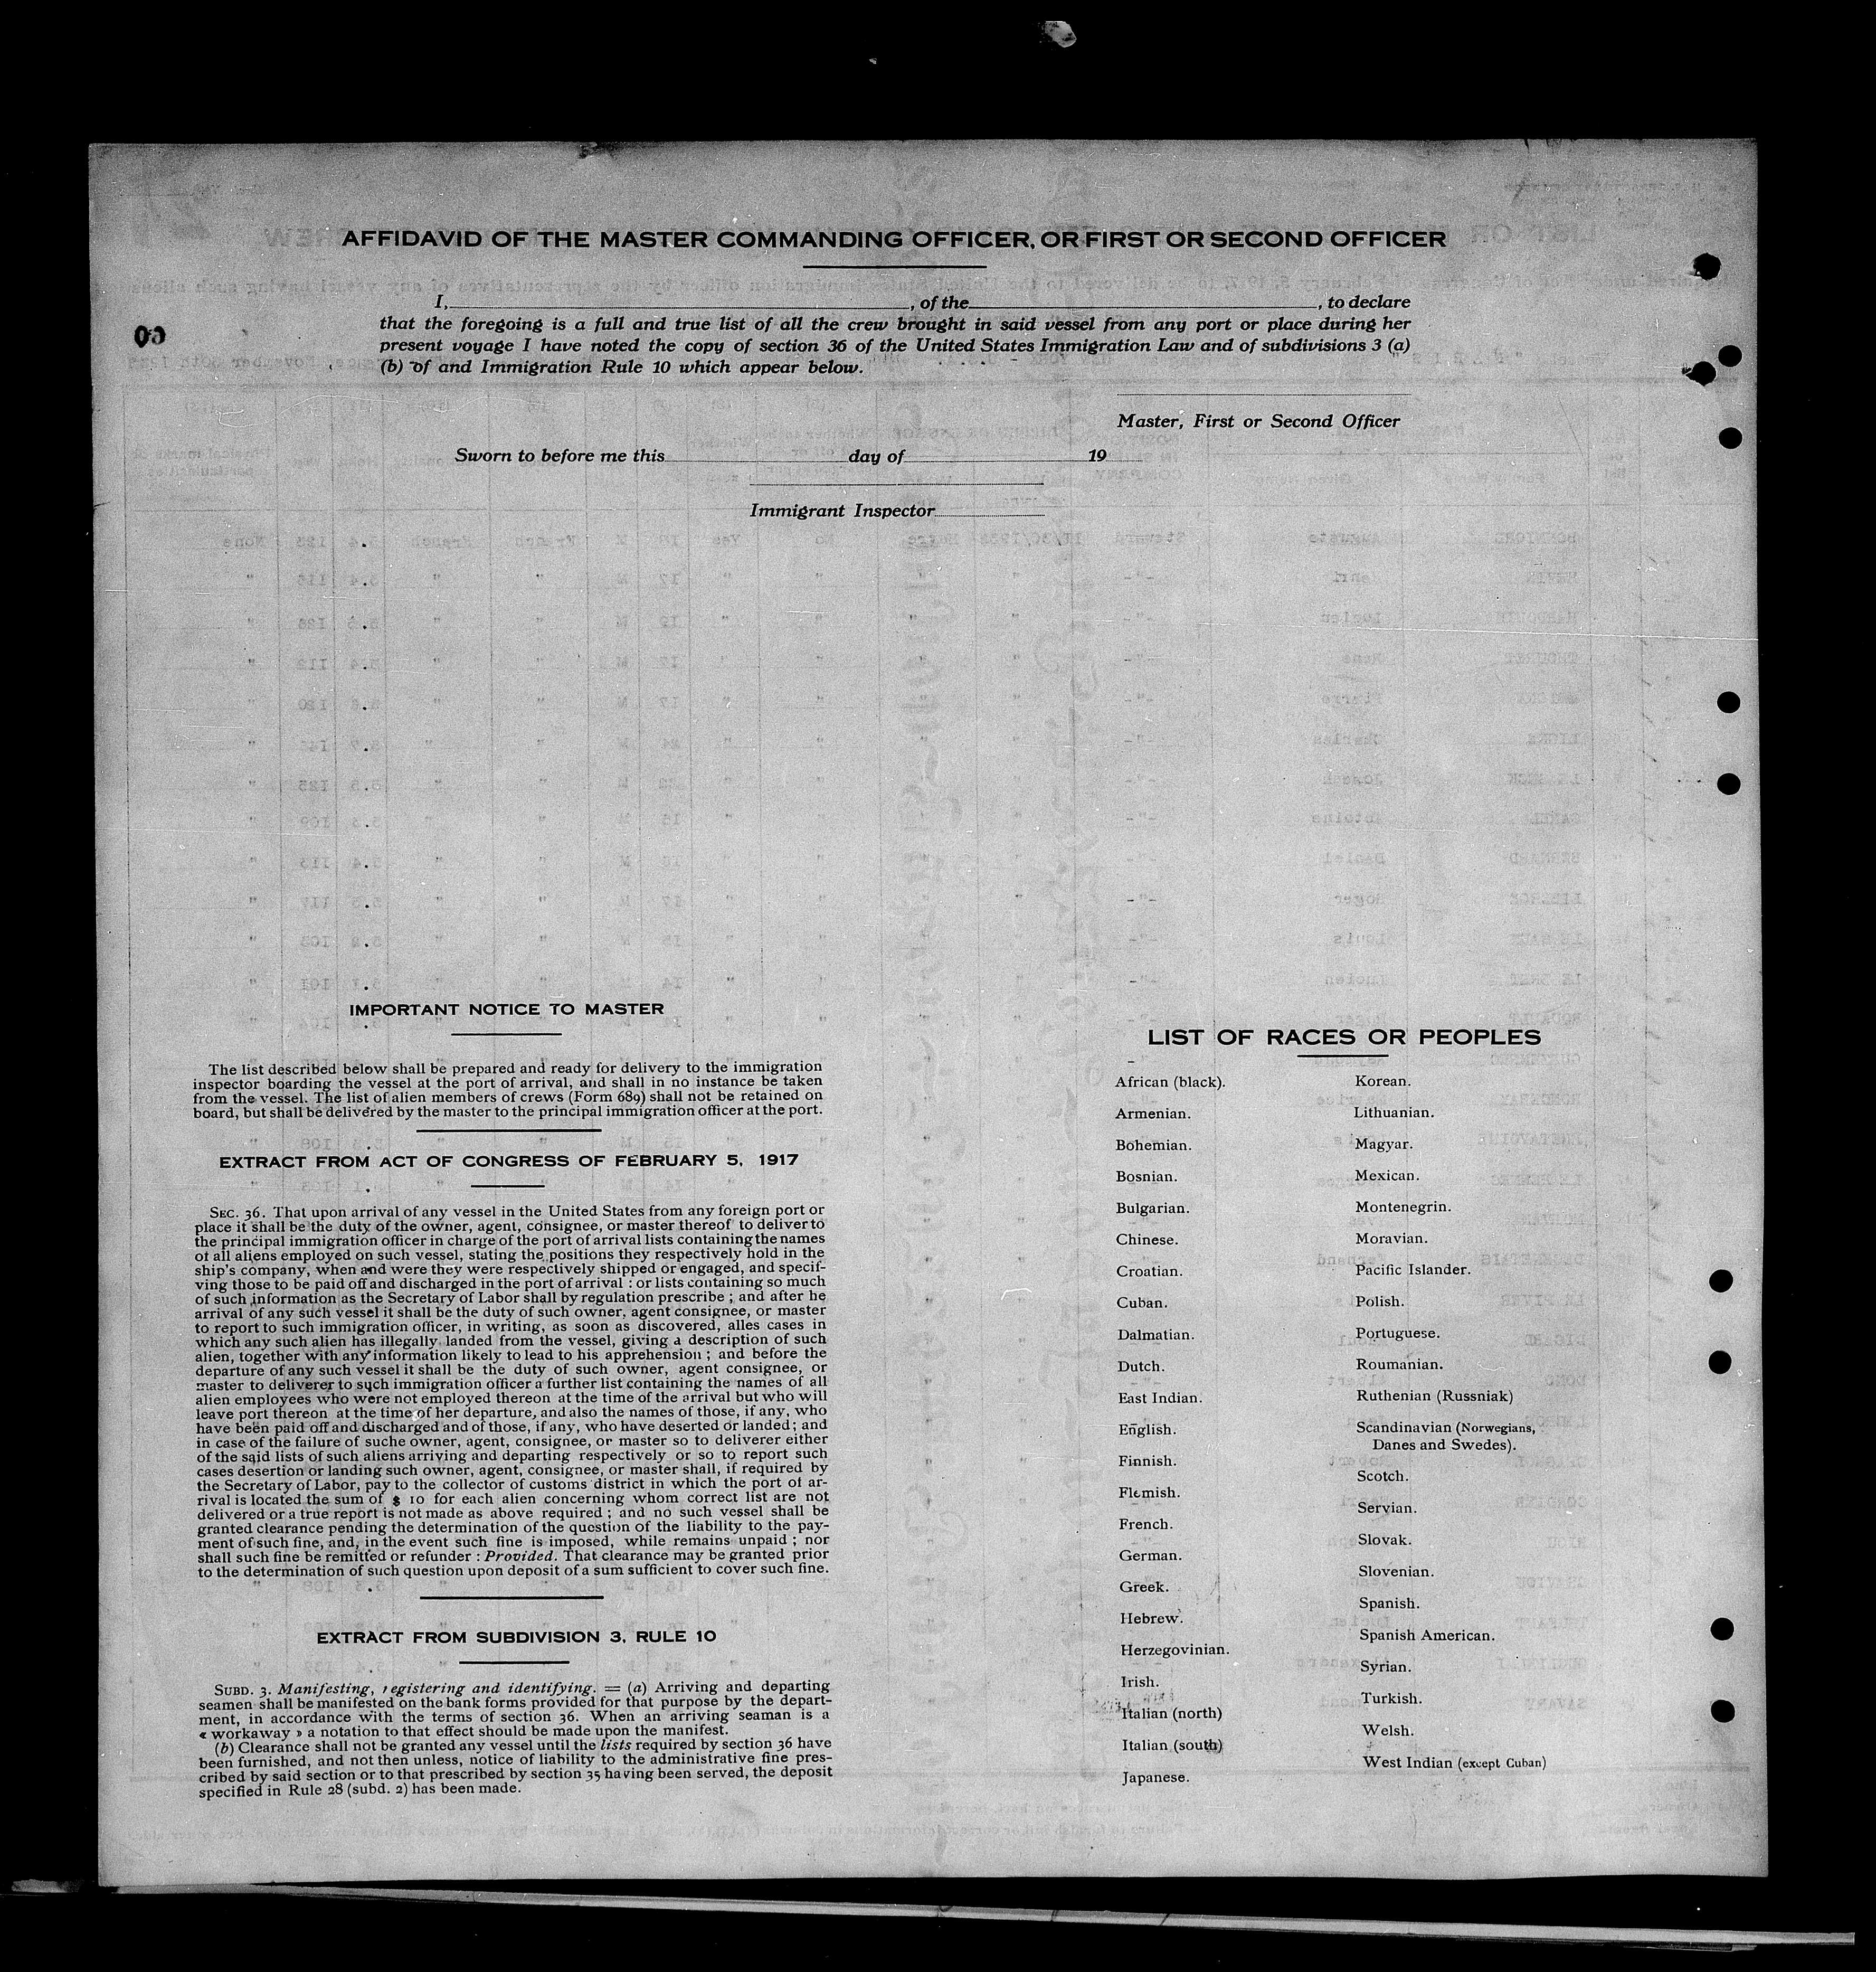 AFFIDAVID OF THE MASTER COMMANDING OFFICER, OR FIRST OR SECOND OFFICER
I, , of the , to declare
that the foregoing is a full and true list of all the crew brought in said vessel from any port or place during her
present voyage I have noted the copy of section 36 of the United States Immigration Law and of subdivisions 3 (a)
(b) of and Immigration Rule 10 which appear below.
Master, First or Second Officer
Sworn to before me this day of 19
Immigrant Inspector
IMPORTANT NOTICE TO MASTER
The list described below shall be prepared and ready for delivery to the immigration
inspector boarding the vessel at the port of arrival, and shall in no instance be taken
from the vessel. The list of alien members of crews (Form 689) shall not be retained on
board, but shall be delivered by the master to the principal immigration officer at the port.
EXTRACT FROM ACT OF CONGRESS OF FEBRUARY 5, 1917
SEC. 36. That upon arrival of any vessel in the United States from any foreign port or
place it shall be the duty of the owner, agent, consignee, or master thereof to deliver to
the principal immigration officer in charge of the port of arrival lists containing the names
of all aliens employed on such vessel, stating the positions they respectively hold in the
ship's company, when and were they were respectively shipped or engaged, and specif-
ving those to be paid off and discharged in the port of arrival : or lists containing so much
of such information as the Secretary of Labor shall by regulation prescribe ; and after he
arrival of any such vessel it shall be the duty of such owner, agent consignee, or master
to report to such immigration officer, in writing, as soon as discovered, alles cases in
which any such alien has illegally landed from the vessel, giving a description of such
alien, together with any information likely to lead to his apprehension ; and before the
departure of any such vessel it shall be the duty of such owner, agent consignee, or
master to deliverer to such immigration officer a further list containing the names of all
alien employees who were not employed thereon at the time of the arrival but who will
leave port thereon at the time of her departure, and also the names of those, if any, who
have been paid off and discharged and of those, if any, who have deserted or landed ; and
in case of the failure of suche owner, agent, consignee, or master so to deliverer either
of the said lists of such aliens arriving and departing respectively or so to report such
cases desertion or landing such owner, agent, consignee, or master shall, if required by
the Secretary of Labor, pay to the collector of customs district in which the port of ar-
rival is located the sum of $ 10 for each alien concerning whom correct list are not
delivered or a true report is not made as above required ; and no such vessel shall be
granted clearance pending the determination of the question of the liability to the pay-
ment of such fine, and, in the event such fine is imposed, while remains unpaid ; nor
shall such fine be remitted or refunder : Provided. That clearance may be granted prior
to the determination of such question upon deposit of a sum sufficient to cover such fine.
EXTRACT FROM SUBDIVISION 3, RULE 10
SUBD. 3. Manifesting, registering and identifying. = (a) Arriving and departing
seamen shall be manifested on the bank forms provided for that purpose by the depart-
ment, in accordance with the terms of section 36. When an arriving seaman is a
« workaway » a notation to that effect should be made upon the manifest.
(b) Clearance shall not be granted any vessel until the lists required by section 36 have
been furnished, and not then unless, notice of liability to the administrative fine pres-
cribed by said section or to that prescribed by section 35 having been served, the deposit
specified in Rule 28 (subd. 2) has been made.
LIST OF RACES OR PEOPLES
African (black).
Armenian.
Bohemian.
Bosnian.
Bulgarian.
Chinese.
Croatian.
Cuban.
Dalmatian.
Dutch.
East Indian.
English.
Finnish.
Flemish.
French.
German.
Greek.
Hebrew.
Herzegovinian.
Irish.
Italian (north)
Italian (south)
Japanese.
Korean.
Lithuanian.
Magyar.
Mexican.
Montenegrin.
Moravian.
Pacific Islander.
Polish.
Portuguese.
Roumanian.
Ruthenian (Russniak)
Scandinavian (Norwegians,
Danes and Swedes).
Scotch.
Servian.
Slovak.
Slovenian.
Spanish.
Spanish American.
Syrian.
Turkish.
Welsh.
West Indian (except Cuban)